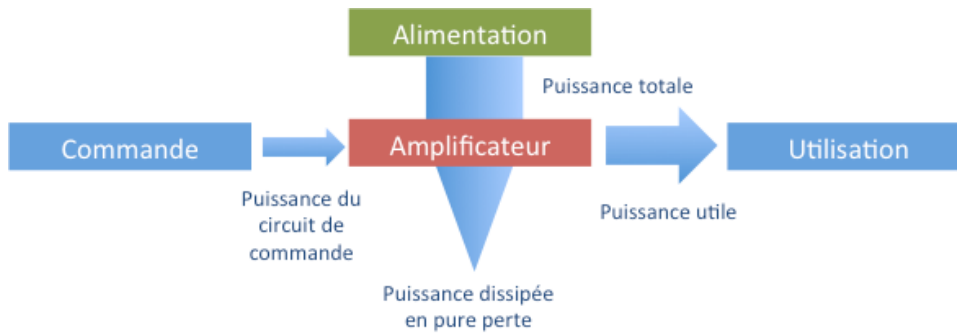 Alimentation
Puissance totale
Commande
Amplificateur
Utilisation
Puissance du
circuit de
commande
Puissance utile
Puissance dissipée
en pure perte